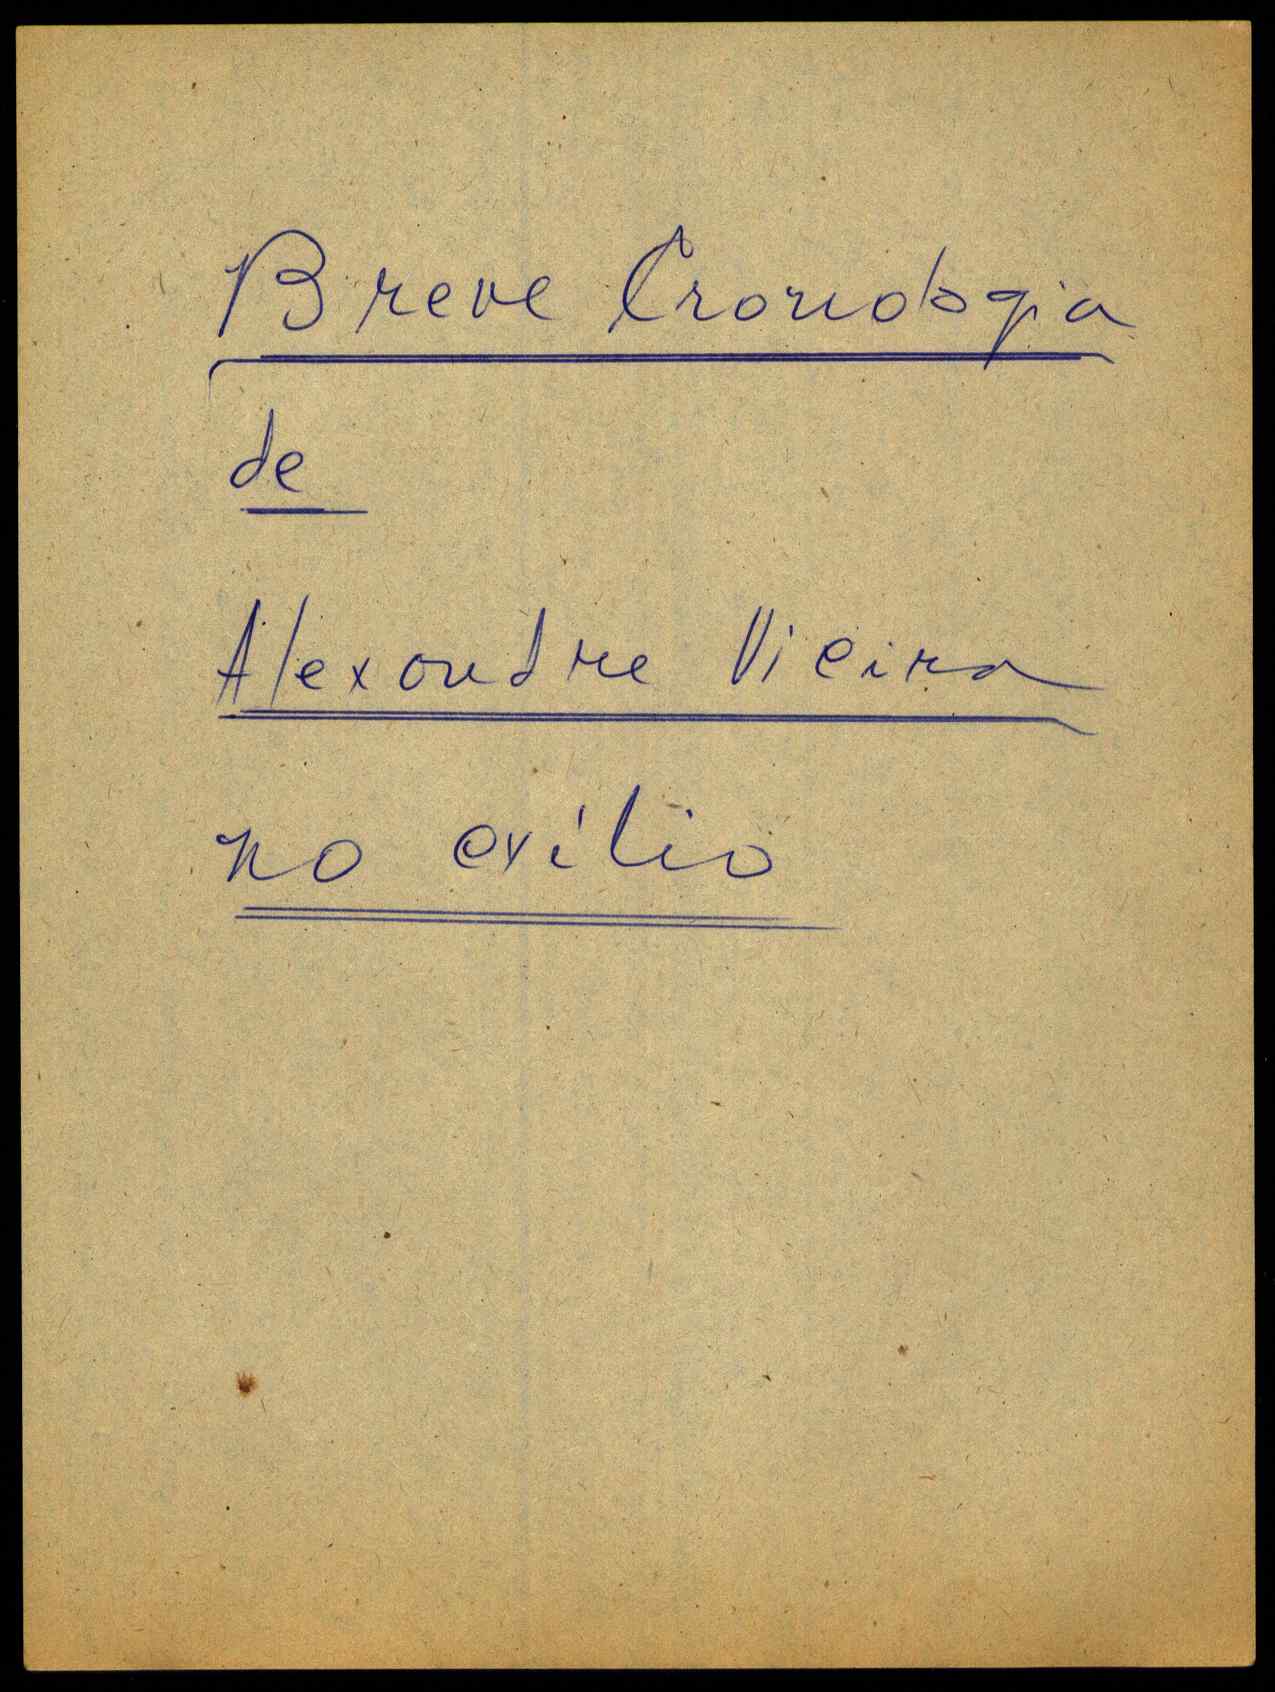 Breve Cronologia
de
Alexandre Vieira
no exílio